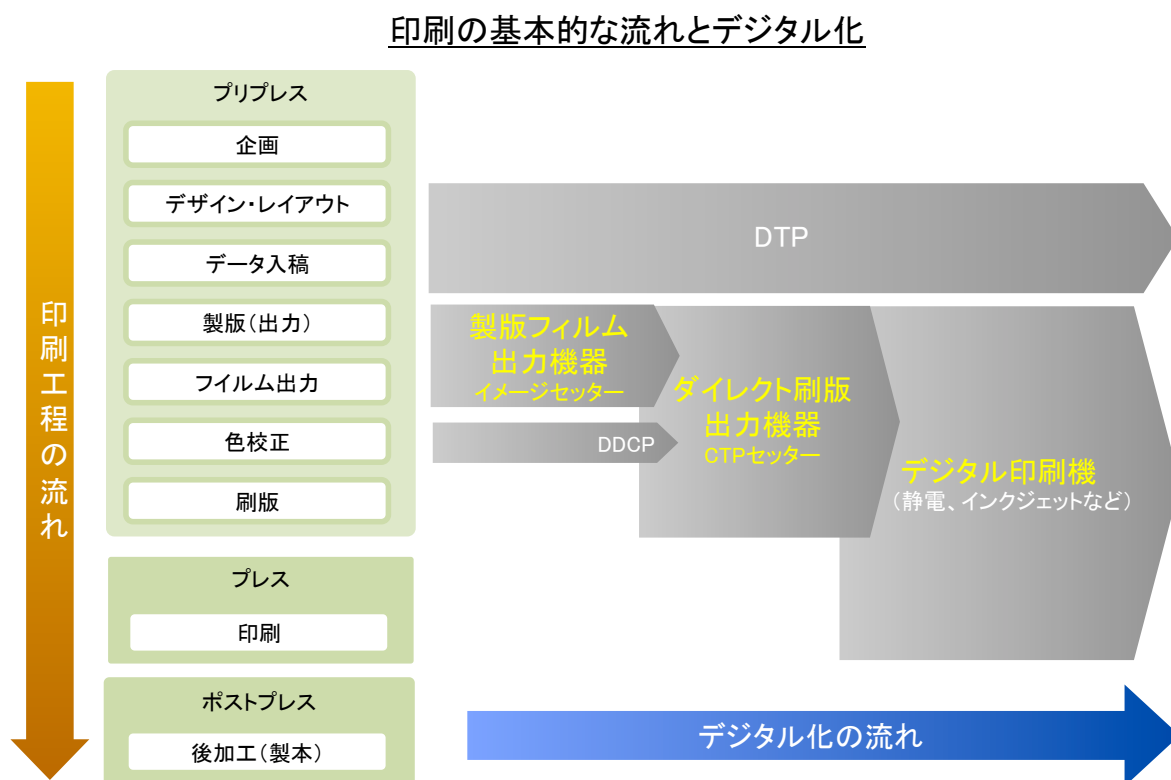 印刷の基本的な流れとデジタル化
印刷工程の流れ
プリプレス
企画
デザイン・レイアウト
データ入稿
製版（出力）
フイルム出力
色校正
刷版
プレス
印刷
ポストプレス
後加工（製本）
DTP
製版フィルム
出力機器
イメージセッター
DDCP
ダイレクト刷版
出力機器
CTPセッター
デジタル印刷機
（静電、インクジェットなど）
デジタル化の流れ